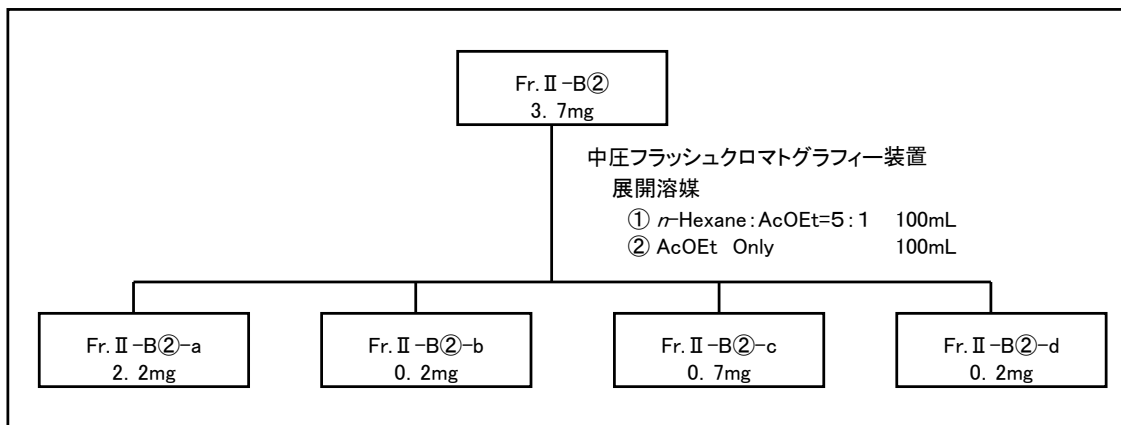 Fr.Ⅱ-B②
3.7mg
中圧フラッシュクロマトグラフィー装置
展開溶媒
① n-Hexane:AcOEt=5:1 100mL
② AcOEt Only 100mL
Fr.Ⅱ-B②-a
2.2mg
Fr.Ⅱ-B②-b
0.2mg
Fr.Ⅱ-B②-c
0.7mg
Fr.Ⅱ-B②-d
0.2mg